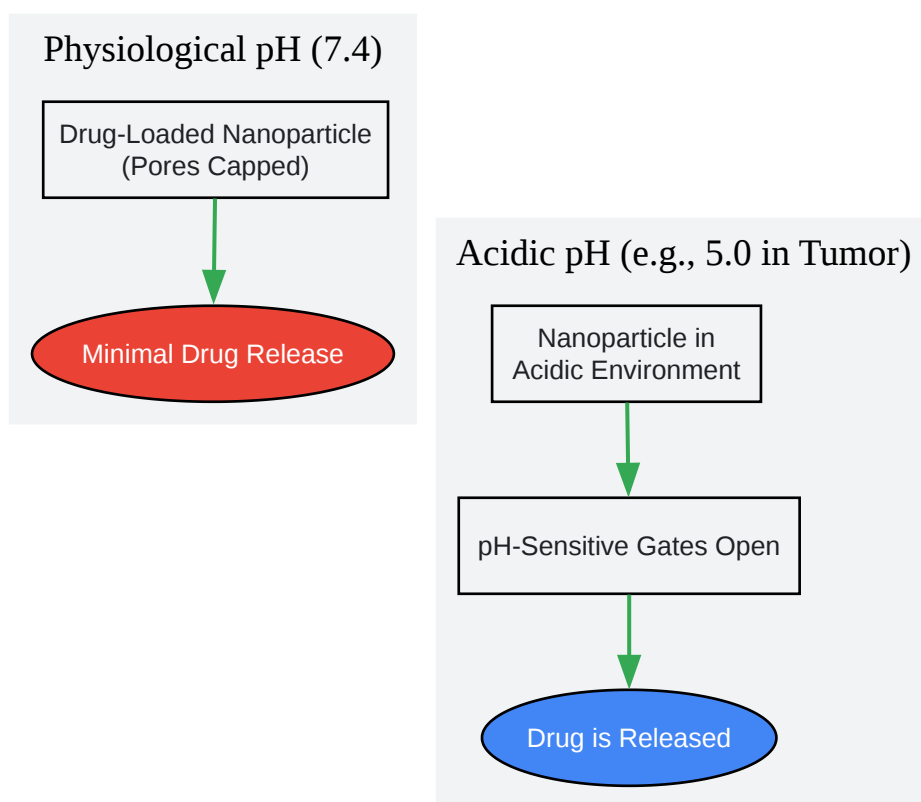 Physiological pH (7.4)
Drug-Loaded Nanoparticle
(Pores Capped)
Minimal Drug Release
Acidic pH (e.g., 5.0 in Tumor)
Nanoparticle in
Acidic Environment
pH-Sensitive Gates Open
Drug is Released